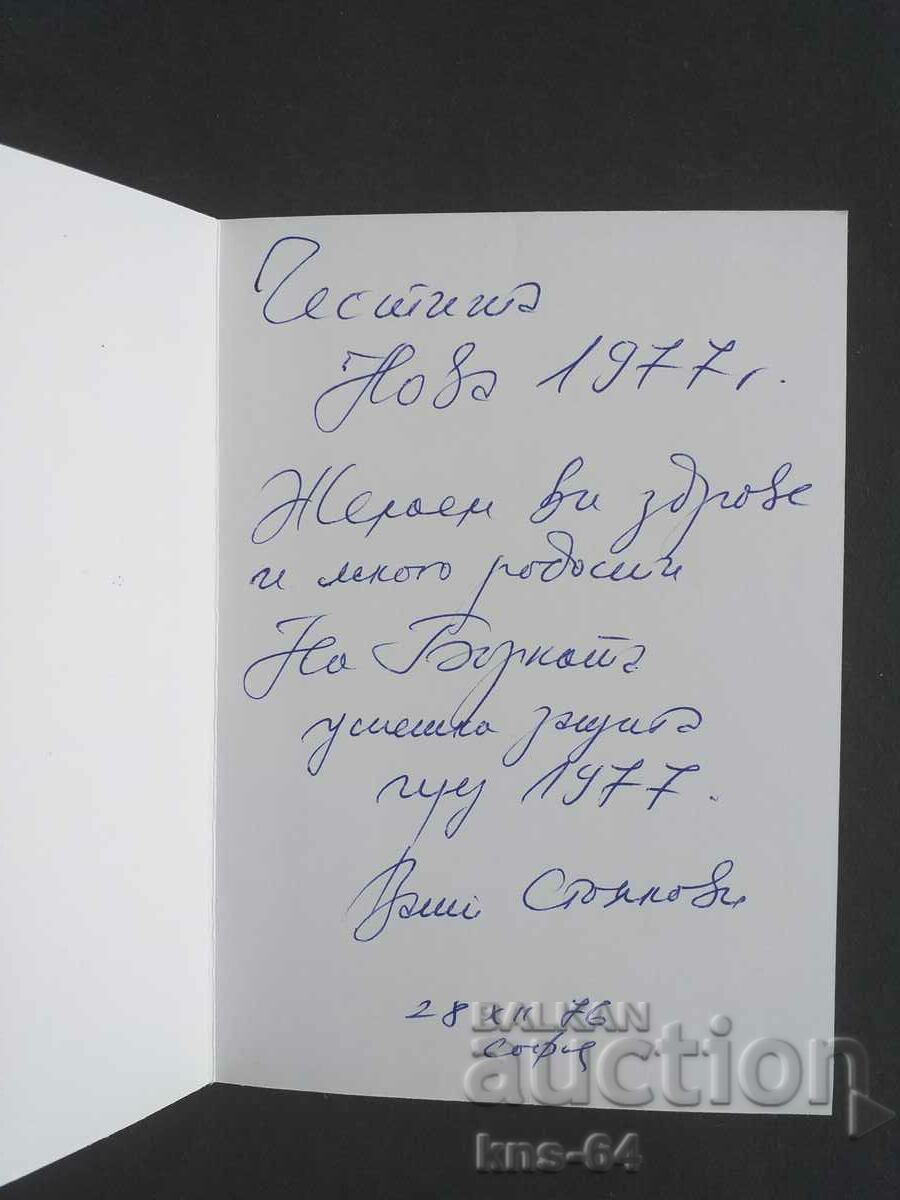 Честита
Нова 1977 г.
Желаем ви здраве
и много радости
На
успешна защита
през 1977.
Ваши Стоянови
28 XII 76
София
BALKAN
auction
kns-64